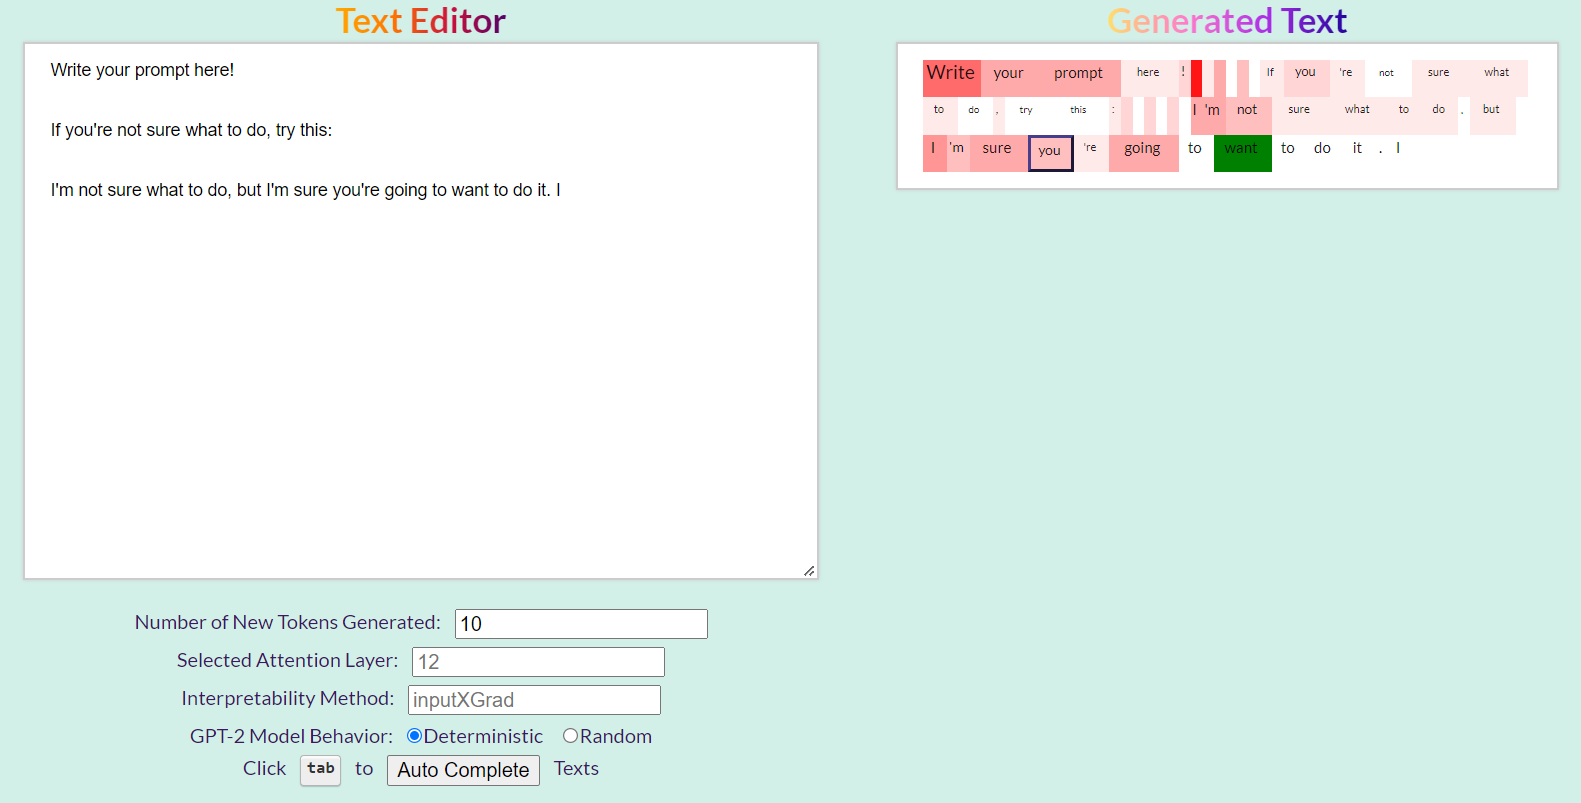 Text Editor
Write your prompt here!
If you're not sure what to do, try this:
I'm not sure what to do, but I'm sure you're going to want to do it. I
Number of New Tokens Generated: 10
Selected Attention Layer: 12
Interpretability Method: inputXGrad
GPT-2 Model Behavior: Deterministic Random
Click tab to Auto Complete Texts
Generated Text
Write your prompt here ! If you 're not sure what
to do , try this : I 'm not sure what to do , but
I 'm sure you 're going to want to do it . I